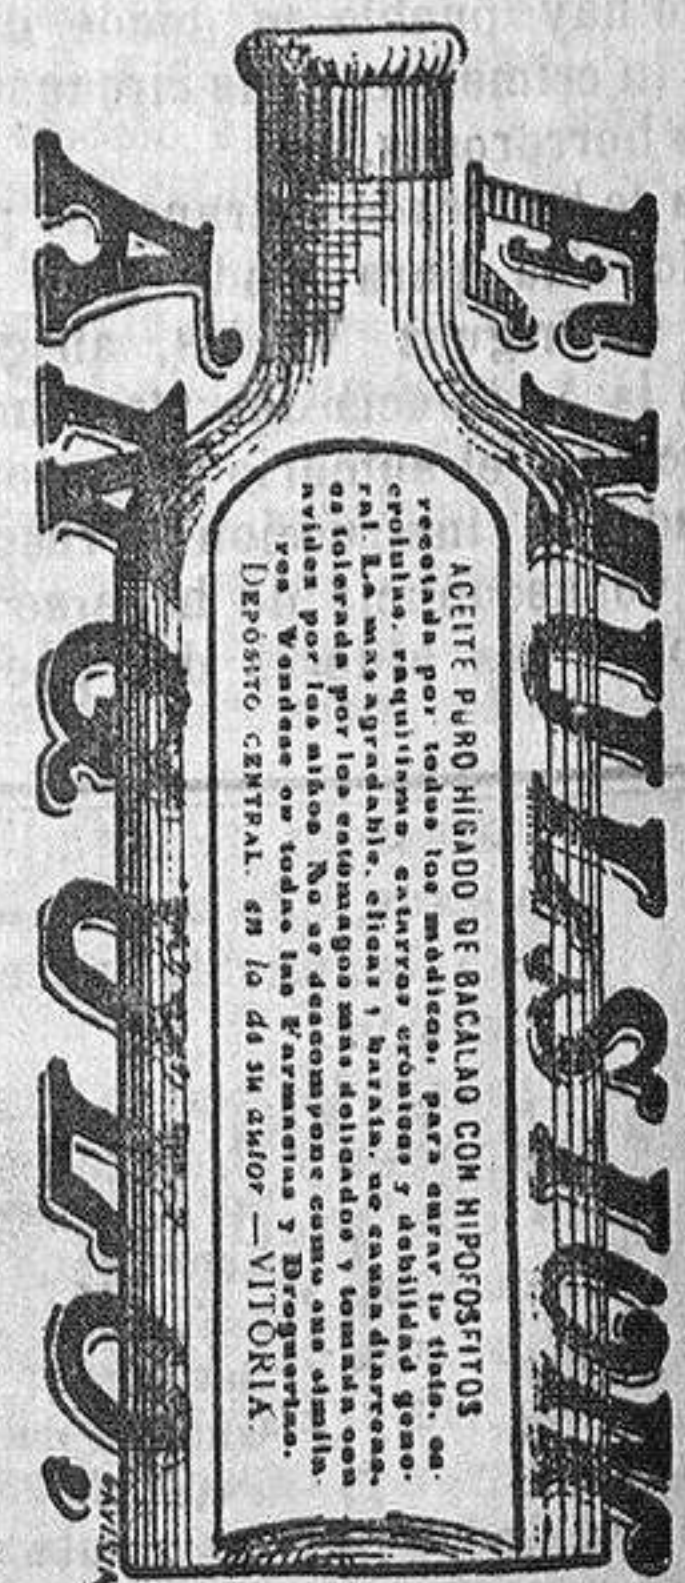 EMULSION
ACEITE PURO HÍGADO DE BACALAO CON HIPOFOSFITOS
recetada por todos los médicos, para curar la tisis, es-
crófulas, raquitismo, catarros crónicos y debilidad gene-
ral. La mas agradable, eficaz y barata, no causa diarreas,
es tolerada por los estómagos mas delicados y tomada con
avidez por los niños No se descompone como sus simila-
res Véndese en todas las Farmacias y Droguerías.
DEPÓSITO CENTRAL, en la de su autor —VITORIA.